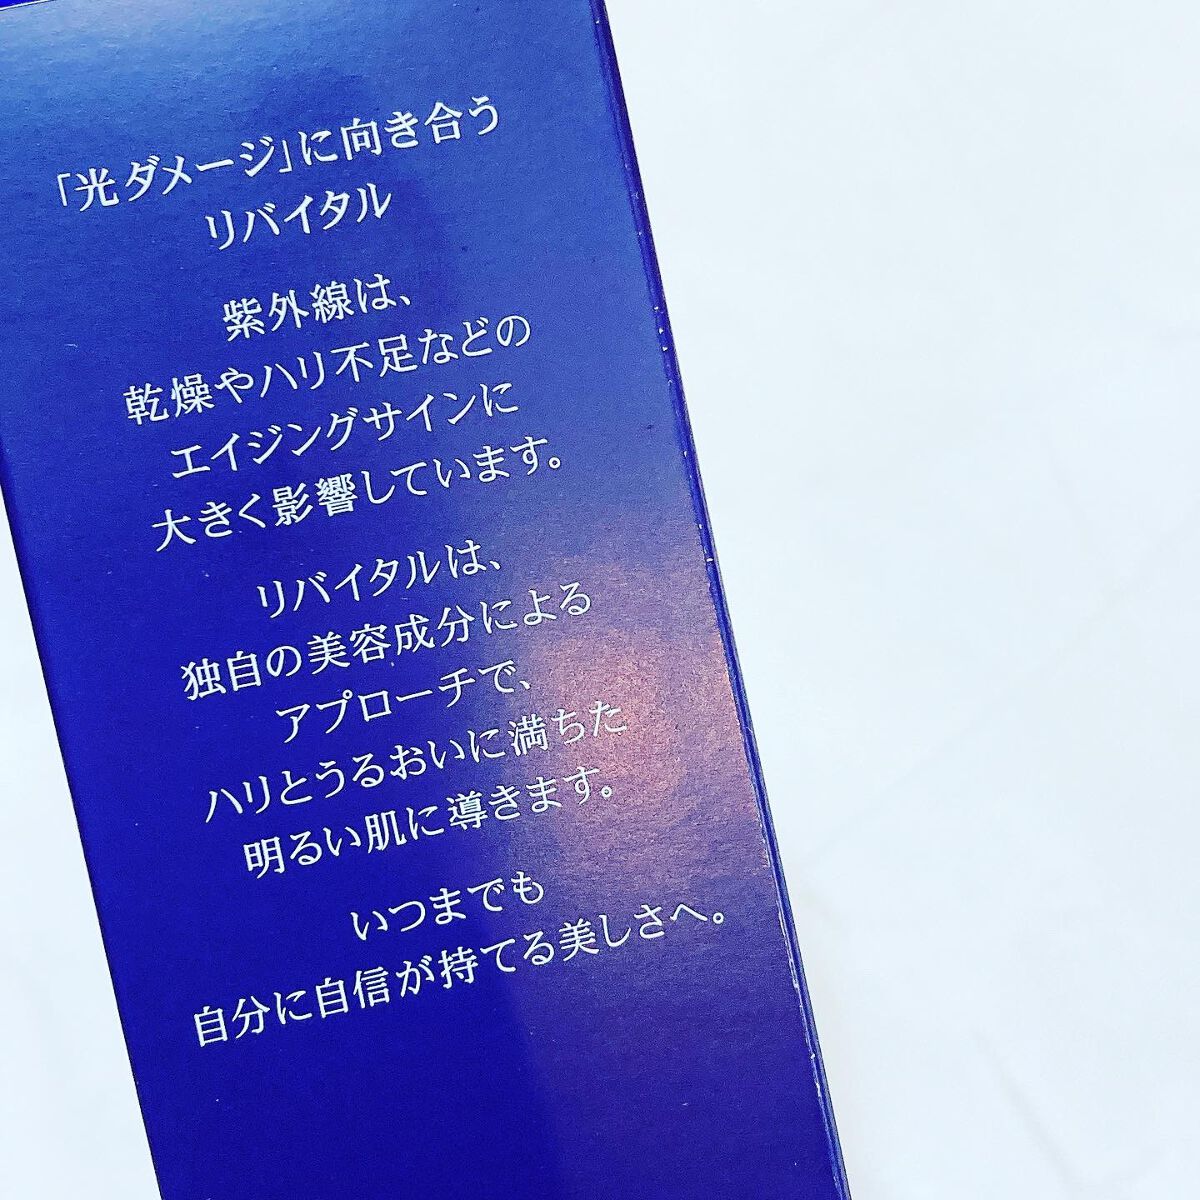 「光ダメージ」に向き合う
リバイタル
紫外線は、
乾燥やハリ不足などの
エイジングサインに
大きく影響しています。
リバイタルは、
独自の美容成分による
アプローチで、
ハリとうるおいに満ちた
明るい肌に導きます。
いつまでも
自分に自信が持てる美しさへ。